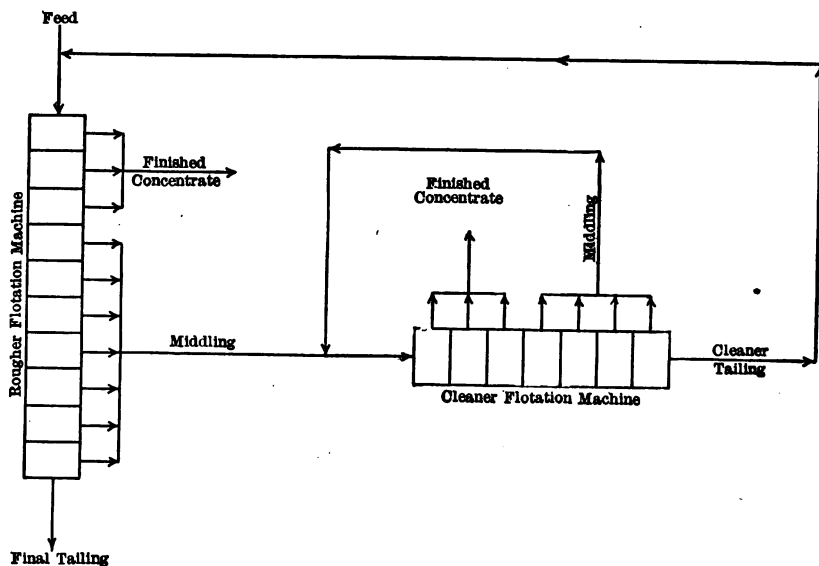 Feed
Rougher Flotation Machine
Finished
Concentrate
Middling
Finished
Concentrate
Middling
Cleaner Flotation Machine
Cleaner
Tailing
Final Tailing